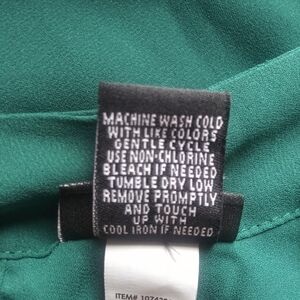 MACHINE WASH COLD
WITH LIKE COLORS
GENTLE CYCLE
USE NON-CHLORINE
BLEACH IF NEEDED
TUMBLE DRY LOW
REMOVE PROMPTLY
AND TOUCH
UP WITH
COOL IRON IF NEEDED
ITEM#